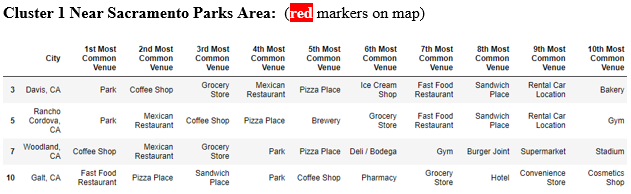 Cluster 1 Near Sacramento Parks Area: (red markers on map)
City 1st Most Common Venue 2nd Most Common Venue 3rd Most Common Venue 4th Most Common Venue 5th Most Common Venue 6th Most Common Venue 7th Most Common Venue 8th Most Common Venue 9th Most Common Venue 10th Most Common Venue
3 Davis, CA Park Coffee Shop Grocery Store Mexican Restaurant Pizza Place Ice Cream Shop Fast Food Restaurant Sandwich Place Rental Car Location Bakery
5 Rancho Cordova, CA Park Mexican Restaurant Coffee Shop Pizza Place Brewery Grocery Store Fast Food Restaurant Sandwich Place Rental Car Location Gym
7 Woodland, CA Coffee Shop Mexican Restaurant Grocery Store Park Pizza Place Deli / Bodega Gym Burger Joint Supermarket Stadium
10 Galt, CA Fast Food Restaurant Pizza Place Sandwich Place Park Coffee Shop Pharmacy Grocery Store Hotel Convenience Store Cosmetics Shop